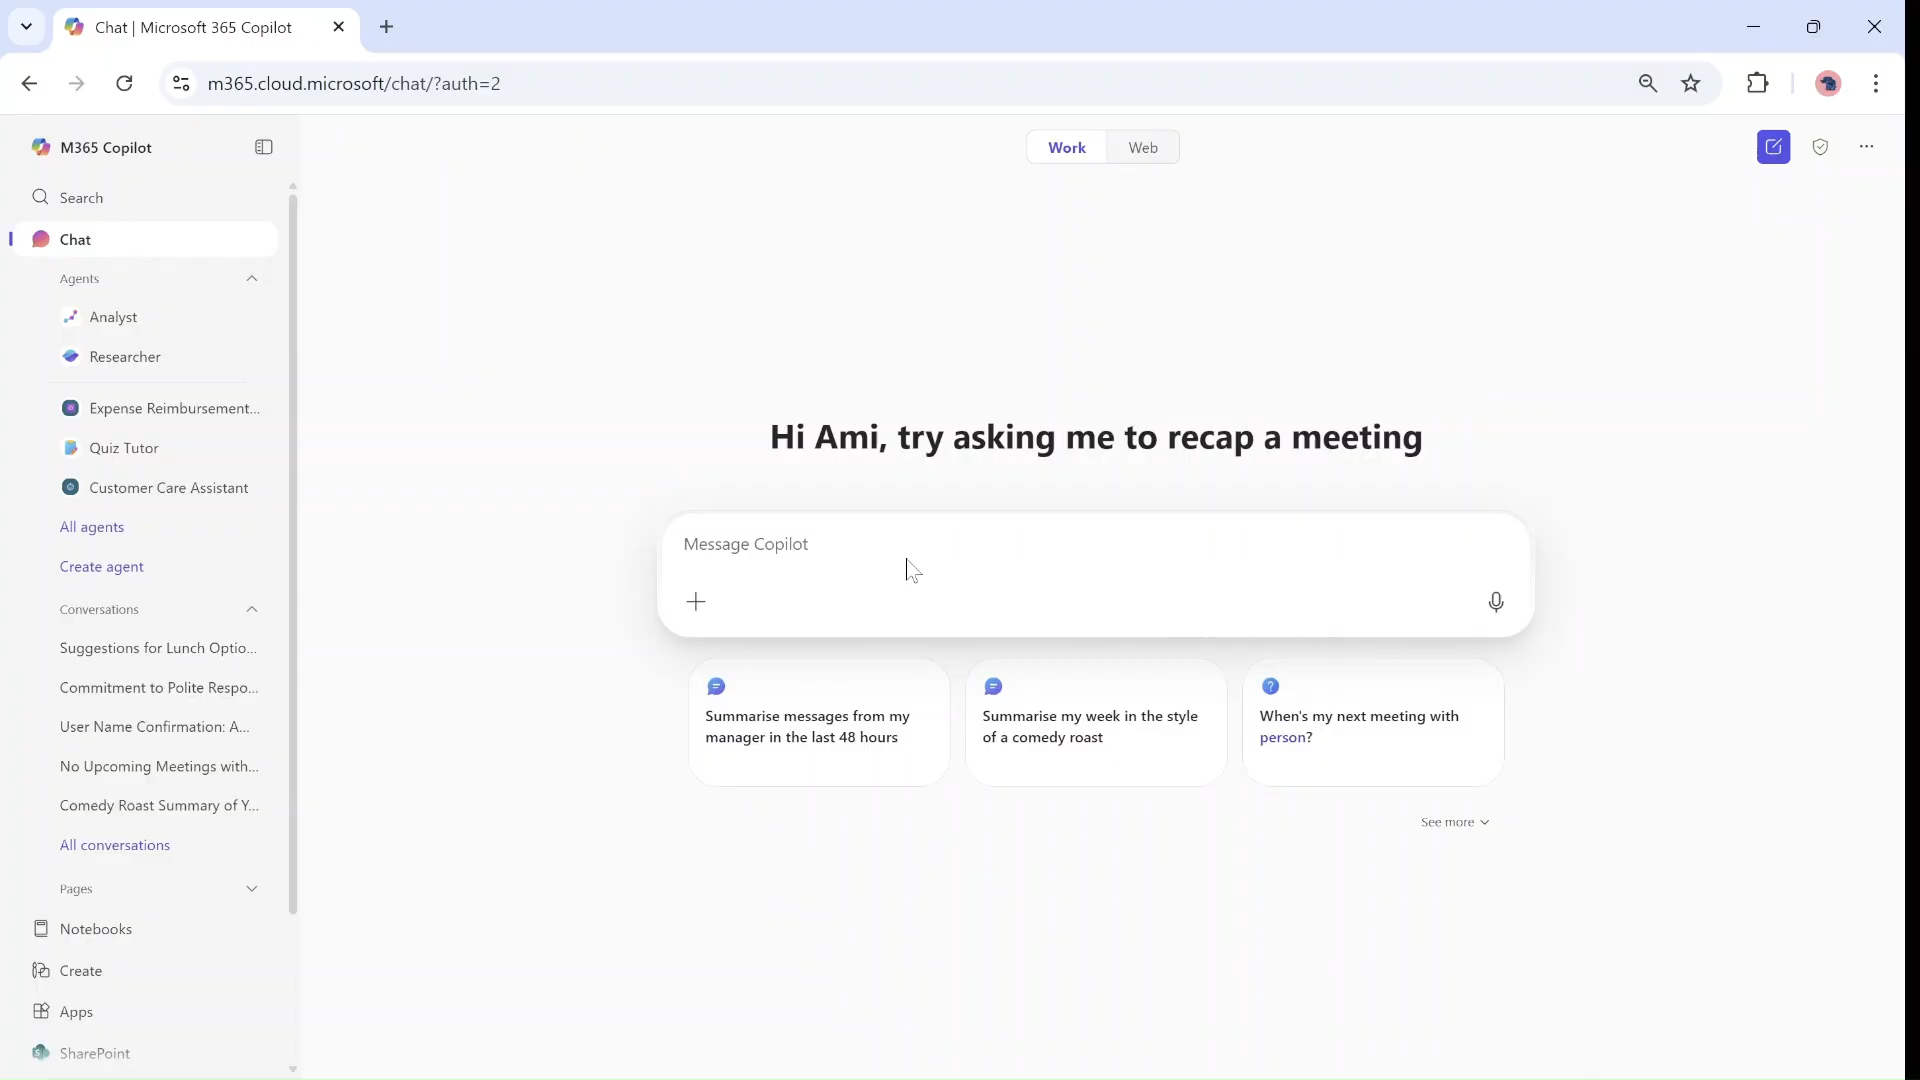 Chat | Microsoft 365 Copilot
m365.cloud.microsoft/chat/?auth=2
M365 Copilot
Search
Chat
Agents
Analyst
Researcher
Expense Reimbursement...
Quiz Tutor
Customer Care Assistant
All agents
Create agent
Conversations
Suggestions for Lunch Optio...
Commitment to Polite Respo...
User Name Confirmation: A...
No Upcoming Meetings with...
Comedy Roast Summary of Y...
All conversations
Pages
Notebooks
Create
Apps
SharePoint
Work
Web
Hi Ami, try asking me to recap a meeting
Message Copilot
Summarise messages from my
manager in the last 48 hours
Summarise my week in the style
of a comedy roast
When's my next meeting with
person?
See more